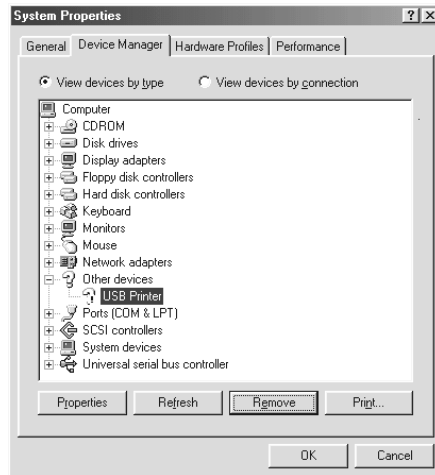 System Properties
General Device Manager Hardware Profiles Performance
View devices by type View devices by connection
Computer
CDROM
Disk drives
Display adapters
Floppy disk controllers
Hard disk controllers
Keyboard
Monitors
Mouse
Network adapters
Other devices
USB Printer
Ports (COM & LPT)
SCSI controllers
System devices
Universal serial bus controller
Properties Refresh Remove Print...
OK Cancel